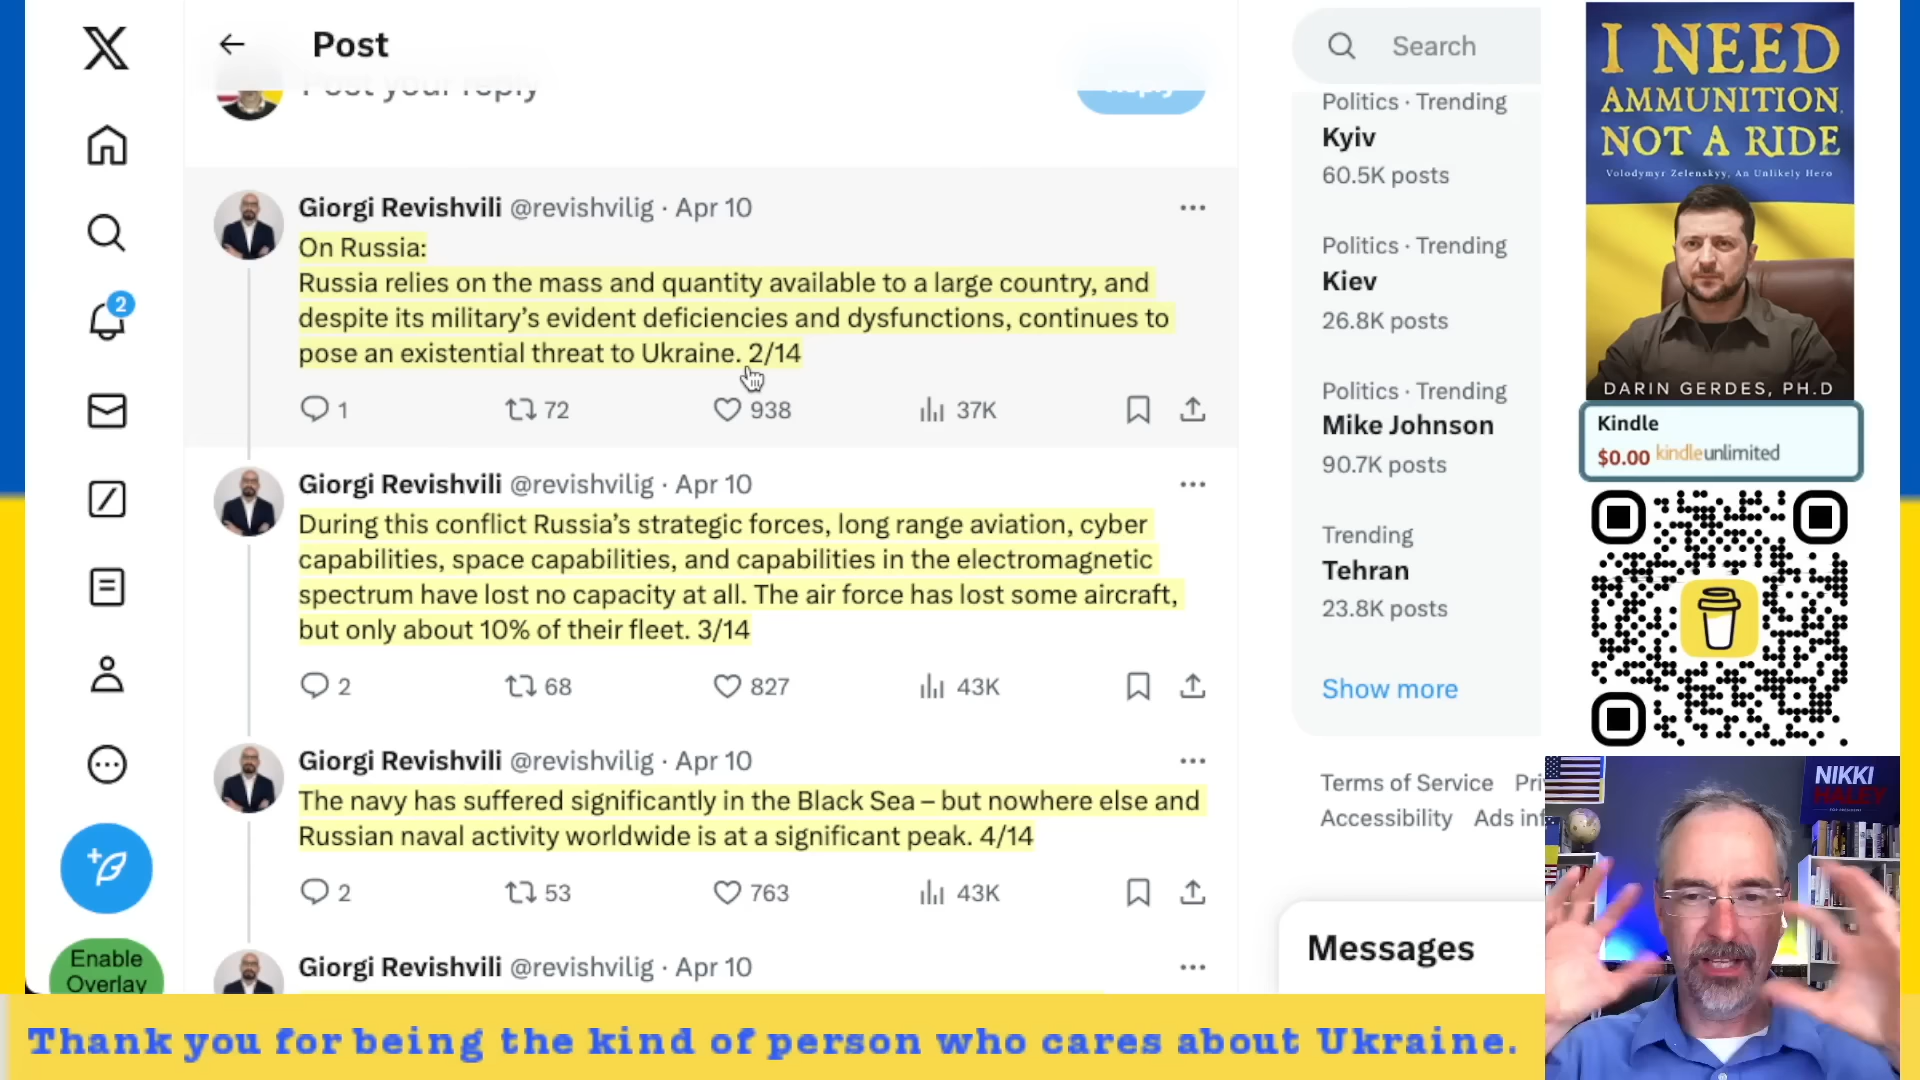 Post
Post your reply
Reply
2
Enable
Overlay
Giorgi Revishvili @revishvilig · Apr 10
On Russia:
Russia relies on the mass and quantity available to a large country, and
despite its military’s evident deficiencies and dysfunctions, continues to
pose an existential threat to Ukraine. 2/14
1 72 938 37K
Giorgi Revishvili @revishvilig · Apr 10
During this conflict Russia’s strategic forces, long range aviation, cyber
capabilities, space capabilities, and capabilities in the electromagnetic
spectrum have lost no capacity at all. The air force has lost some aircraft,
but only about 10% of their fleet. 3/14
2 68 827 43K
Giorgi Revishvili @revishvilig · Apr 10
The navy has suffered significantly in the Black Sea – but nowhere else and
Russian naval activity worldwide is at a significant peak. 4/14
2 53 763 43K
Giorgi Revishvili @revishvilig · Apr 10
Search
Politics · Trending
Kyiv
60.5K posts
Politics · Trending
Kiev
26.8K posts
Politics · Trending
Mike Johnson
90.7K posts
Trending
Tehran
23.8K posts
Show more
Terms of Service Pri
Accessibility Ads inf
Messages
I NEED
AMMUNITION,
NOT A RIDE
Volodymyr Zelenskyy, An Unlikely Hero
DARIN GERDES, PH.D
Kindle
$0.00 kindleunlimited
NIKKI
HALEY
Thank you for being the kind of person who cares about Ukraine.